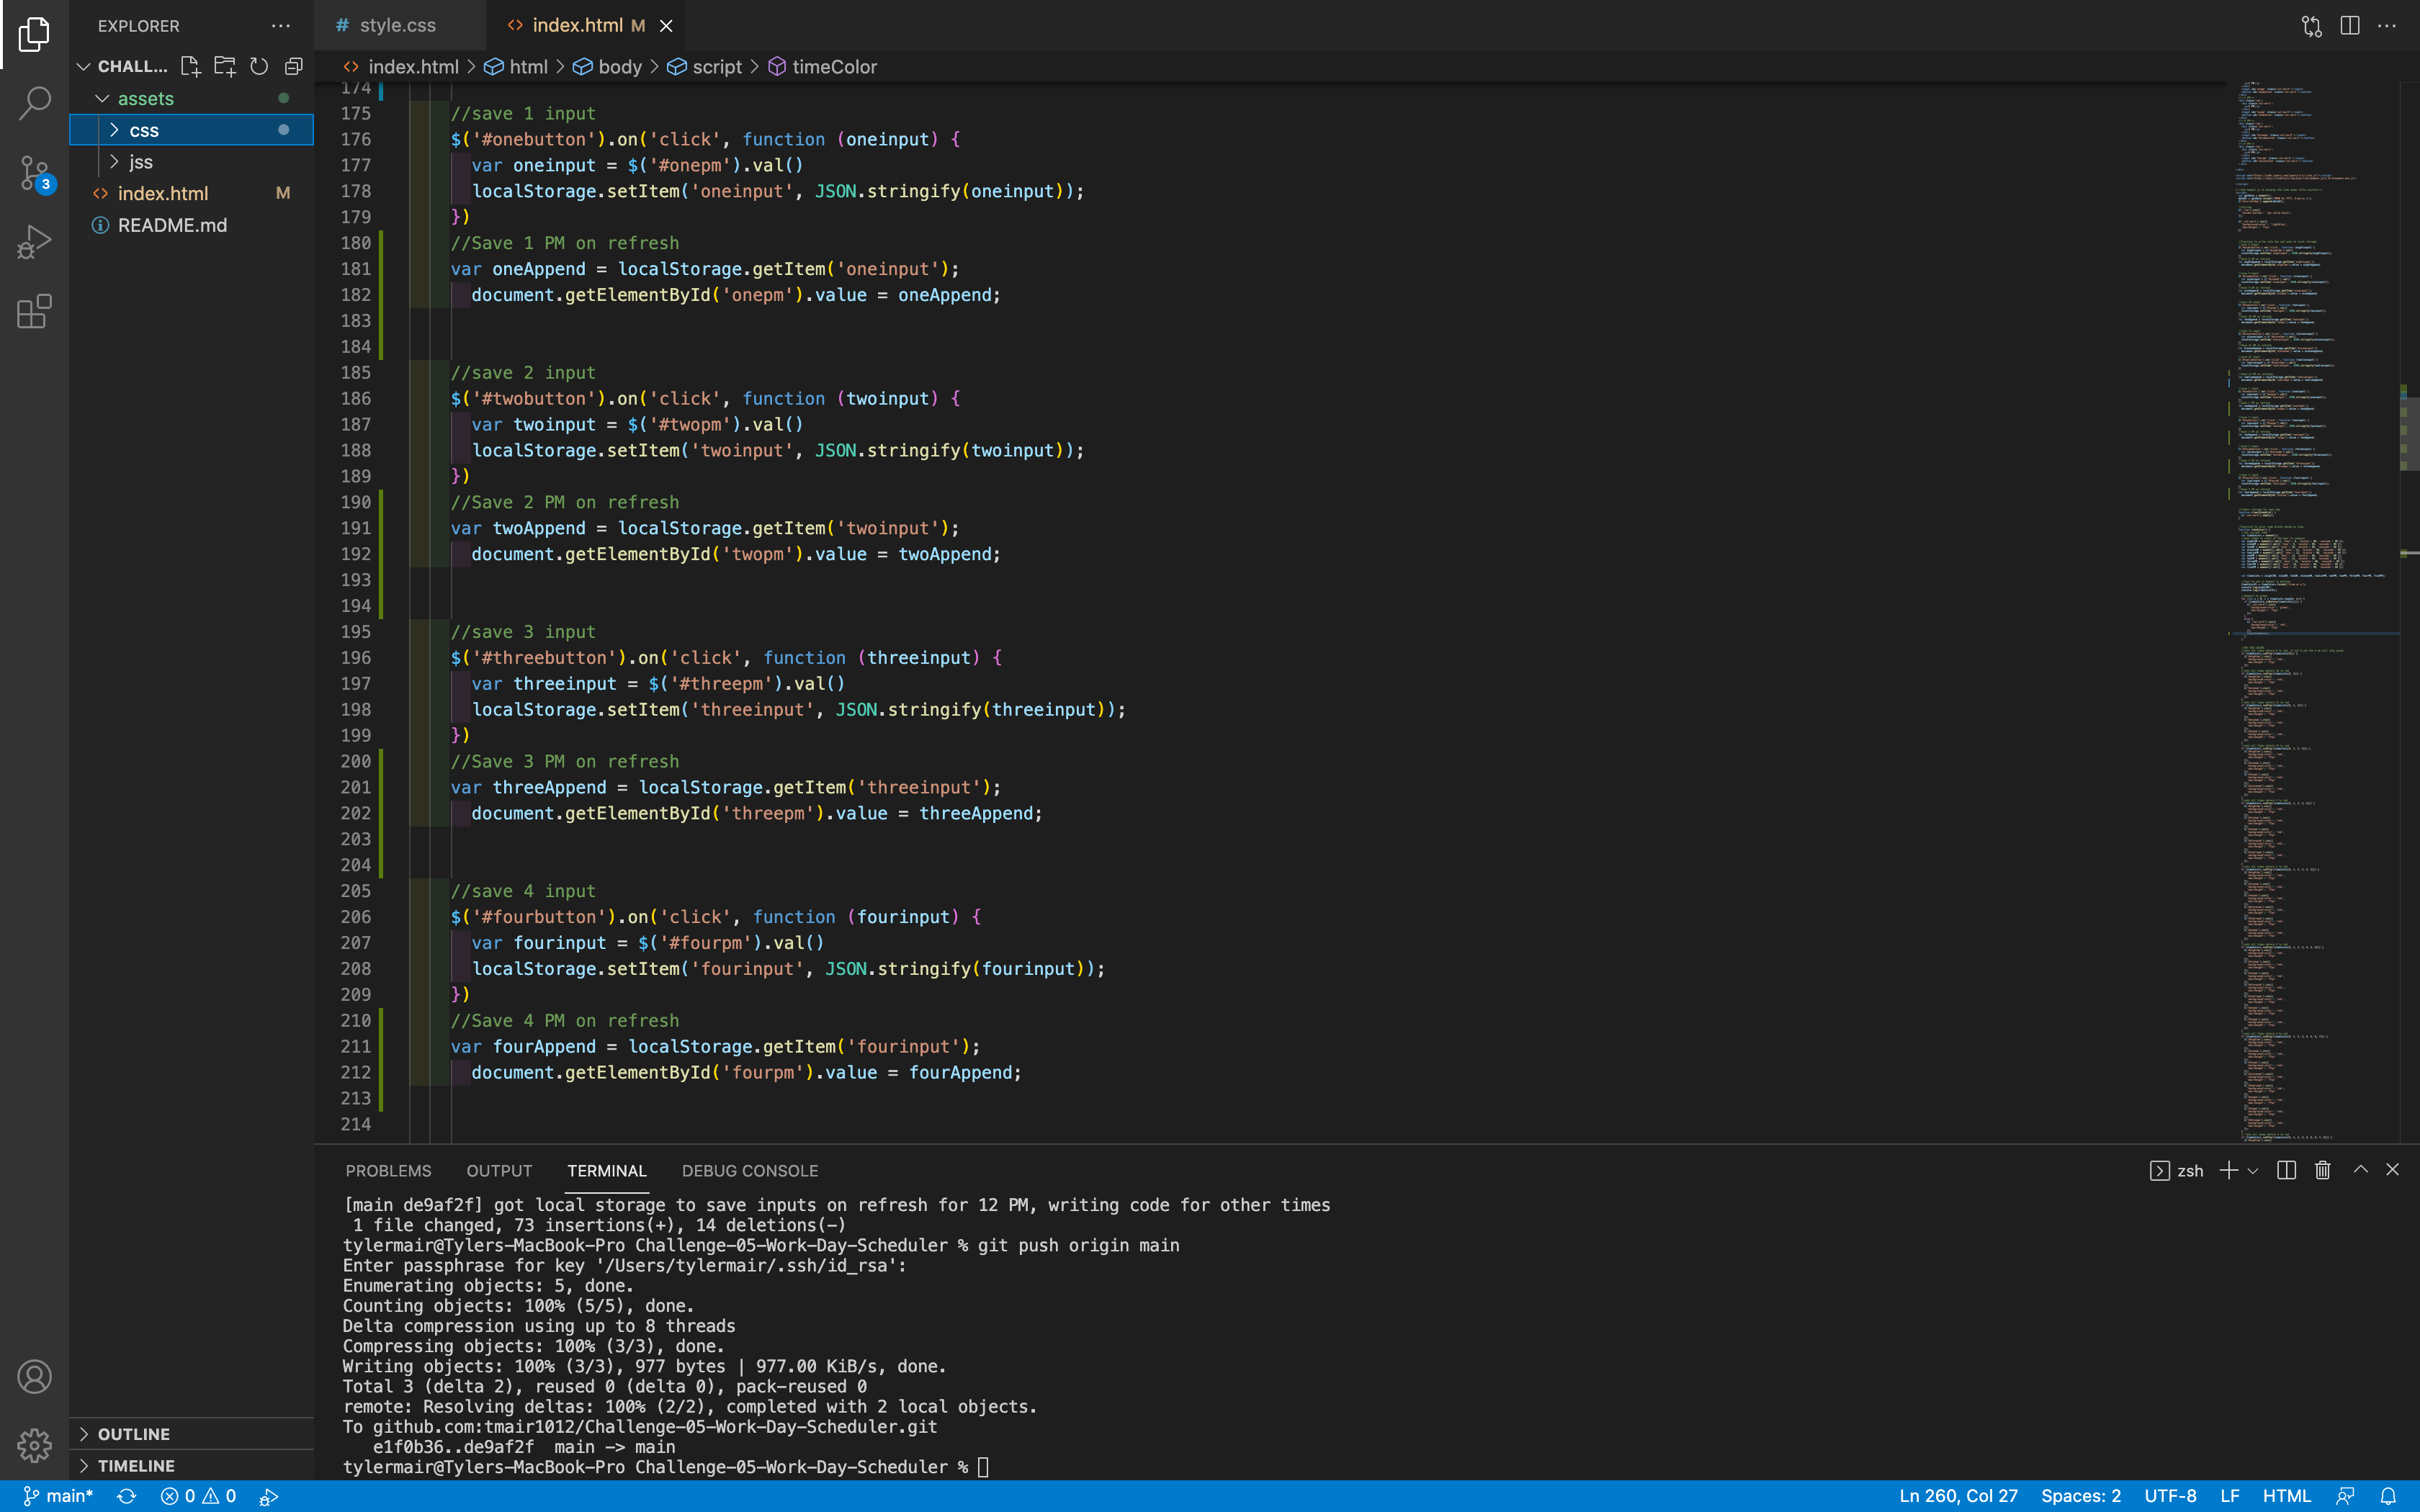 EXPLORER
CHALL...
assets
css
jss
index.html M
README.md
3
OUTLINE
TIMELINE
# style.css
<> index.html M
<> index.html > html > body > script > timeColor
174
175 //save 1 input
176 $('#onebutton').on('click', function (oneinput) {
177 var oneinput = $('#onepm').val()
178 localStorage.setItem('oneinput', JSON.stringify(oneinput));
179 })
180 //Save 1 PM on refresh
181 var oneAppend = localStorage.getItem('oneinput');
182 document.getElementById('onepm').value = oneAppend;
183
184
185 //save 2 input
186 $('#twobutton').on('click', function (twoinput) {
187 var twoinput = $('#twopm').val()
188 localStorage.setItem('twoinput', JSON.stringify(twoinput));
189 })
190 //Save 2 PM on refresh
191 var twoAppend = localStorage.getItem('twoinput');
192 document.getElementById('twopm').value = twoAppend;
193
194
195 //save 3 input
196 $('#threebutton').on('click', function (threeinput) {
197 var threeinput = $('#threepm').val()
198 localStorage.setItem('threeinput', JSON.stringify(threeinput));
199 })
200 //Save 3 PM on refresh
201 var threeAppend = localStorage.getItem('threeinput');
202 document.getElementById('threepm').value = threeAppend;
203
204
205 //save 4 input
206 $('#fourbutton').on('click', function (fourinput) {
207 var fourinput = $('#fourpm').val()
208 localStorage.setItem('fourinput', JSON.stringify(fourinput));
209 })
210 //Save 4 PM on refresh
211 var fourAppend = localStorage.getItem('fourinput');
212 document.getElementById('fourpm').value = fourAppend;
213
214
PROBLEMS OUTPUT TERMINAL DEBUG CONSOLE zsh
[main de9af2f] got local storage to save inputs on refresh for 12 PM, writing code for other times
1 file changed, 73 insertions(+), 14 deletions(-)
tylermair@Tylers-MacBook-Pro Challenge-05-Work-Day-Scheduler % git push origin main
Enter passphrase for key '/Users/tylermair/.ssh/id_rsa':
Enumerating objects: 5, done.
Counting objects: 100% (5/5), done.
Delta compression using up to 8 threads
Compressing objects: 100% (3/3), done.
Writing objects: 100% (3/3), 977 bytes | 977.00 KiB/s, done.
Total 3 (delta 2), reused 0 (delta 0), pack-reused 0
remote: Resolving deltas: 100% (2/2), completed with 2 local objects.
To github.com:tmair1012/Challenge-05-Work-Day-Scheduler.git
e1f0b36..de9af2f main -> main
tylermair@Tylers-MacBook-Pro Challenge-05-Work-Day-Scheduler %
main* 0 0 Ln 260, Col 27 Spaces: 2 UTF-8 LF HTML